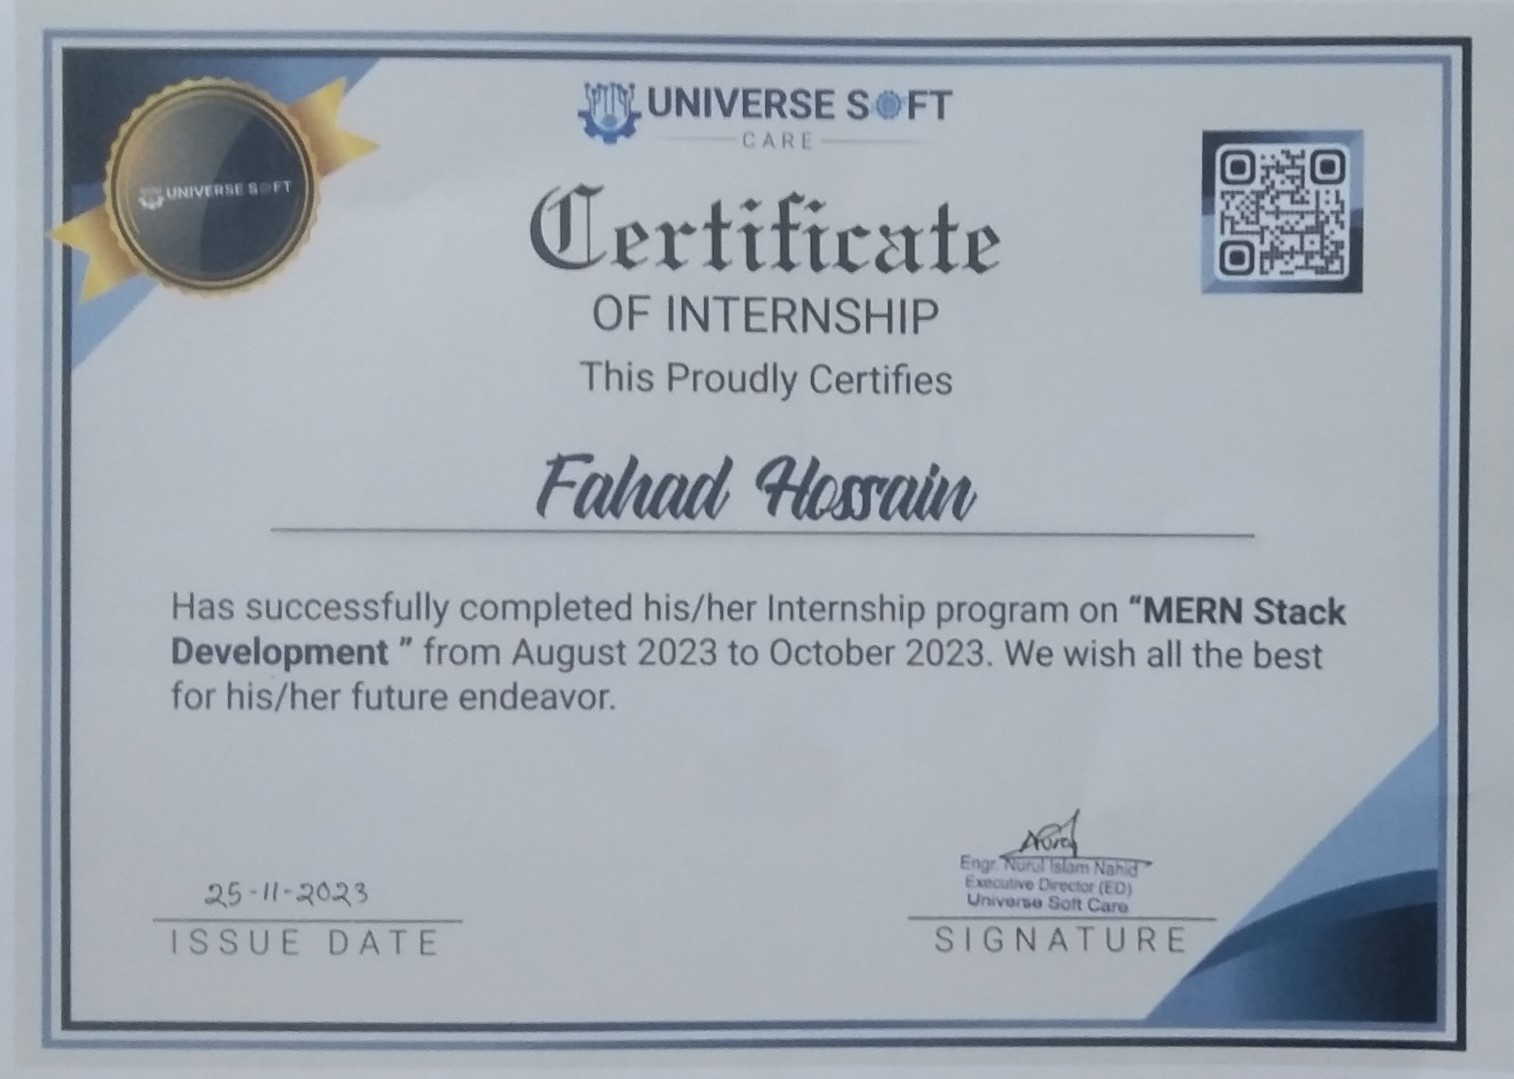 UNIVERSE SOFT
CARE
UNIVERSE SOFT
Certificate
OF INTERNSHIP
This Proudly Certifies
Fahad Hossain
Has successfully completed his/her Internship program on “MERN Stack
Development ” from August 2023 to October 2023. We wish all the best
for his/her future endeavor.
25-11-2023
ISSUE DATE
Engr. Nurul Islam Nahid
Executive Director (ED)
Universe Soft Care
SIGNATURE